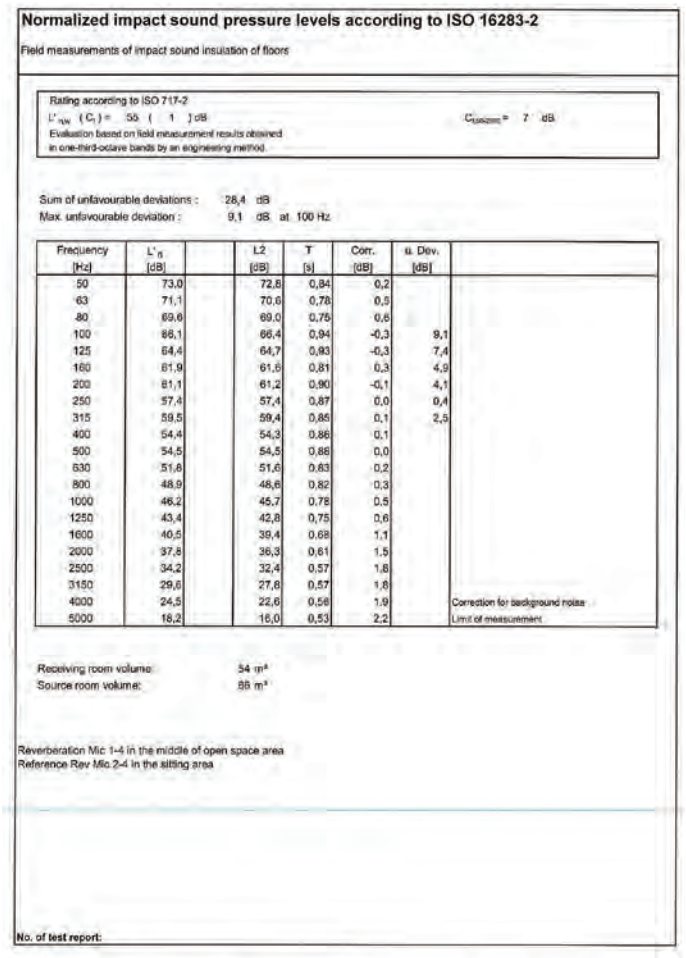 Normalized impact sound pressure levels according to ISO 16283-2
Field measurements of impact sound insulation of floors
Rating according to ISO 717-2
L'n,w (CI) = 55 ( 1 ) dB CI,50-2500 = 7 dB
Evaluation based on field measurement results obtained
in one-third-octave bands by an engineering method.
Sum of unfavourable deviations : 28,4 dB
Max. unfavourable deviation : 9,1 dB at 100 Hz
Frequency L'n L2 T Corr. u. Dev.
[Hz] [dB] [dB] [s] [dB] [dB]
50 73,0 72,8 0,84 0,2
63 71,1 70,6 0,78 0,5
80 69,6 69,0 0,75 0,6
100 66,1 66,4 0,94 -0,3 9,1
125 64,4 64,7 0,93 -0,3 7,4
160 61,9 61,6 0,81 0,3 4,9
200 61,1 61,2 0,90 -0,1 4,1
250 57,4 57,4 0,87 0,0 0,4
315 59,5 59,4 0,85 0,1 2,5
400 54,4 54,3 0,86 0,1
500 54,5 54,5 0,86 0,0
630 51,8 51,6 0,83 0,2
800 48,9 48,6 0,82 0,3
1000 46,2 45,7 0,78 0,5
1250 43,4 42,8 0,75 0,6
1600 40,5 39,4 0,68 1,1
2000 37,8 36,3 0,61 1,5
2500 34,2 32,4 0,57 1,8
3150 29,6 27,8 0,57 1,8
4000 24,5 22,6 0,56 1,9 Correction for background noise
5000 18,2 16,0 0,53 2,2 Limit of measurement
Receiving room volume: 54 m³
Source room volume: 86 m³
Reverberation Mic 1-4 in the middle of open space area
Reference Rev Mic 2-4 in the sitting area
No. of test report: